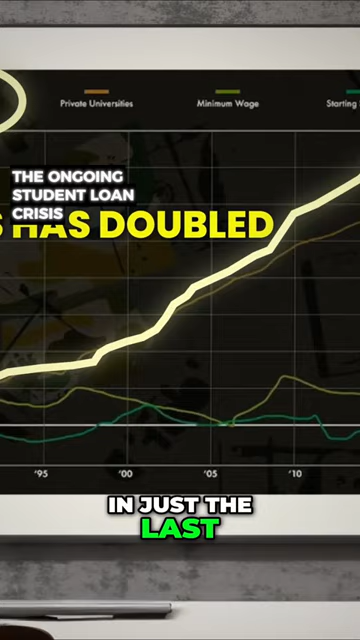 Private Universities
Minimum Wage
Starting
THE ONGOING
STUDENT LOAN
CRISIS
S HAS DOUBLED
'95
'00
'05
'10
IN JUST THE
LAST